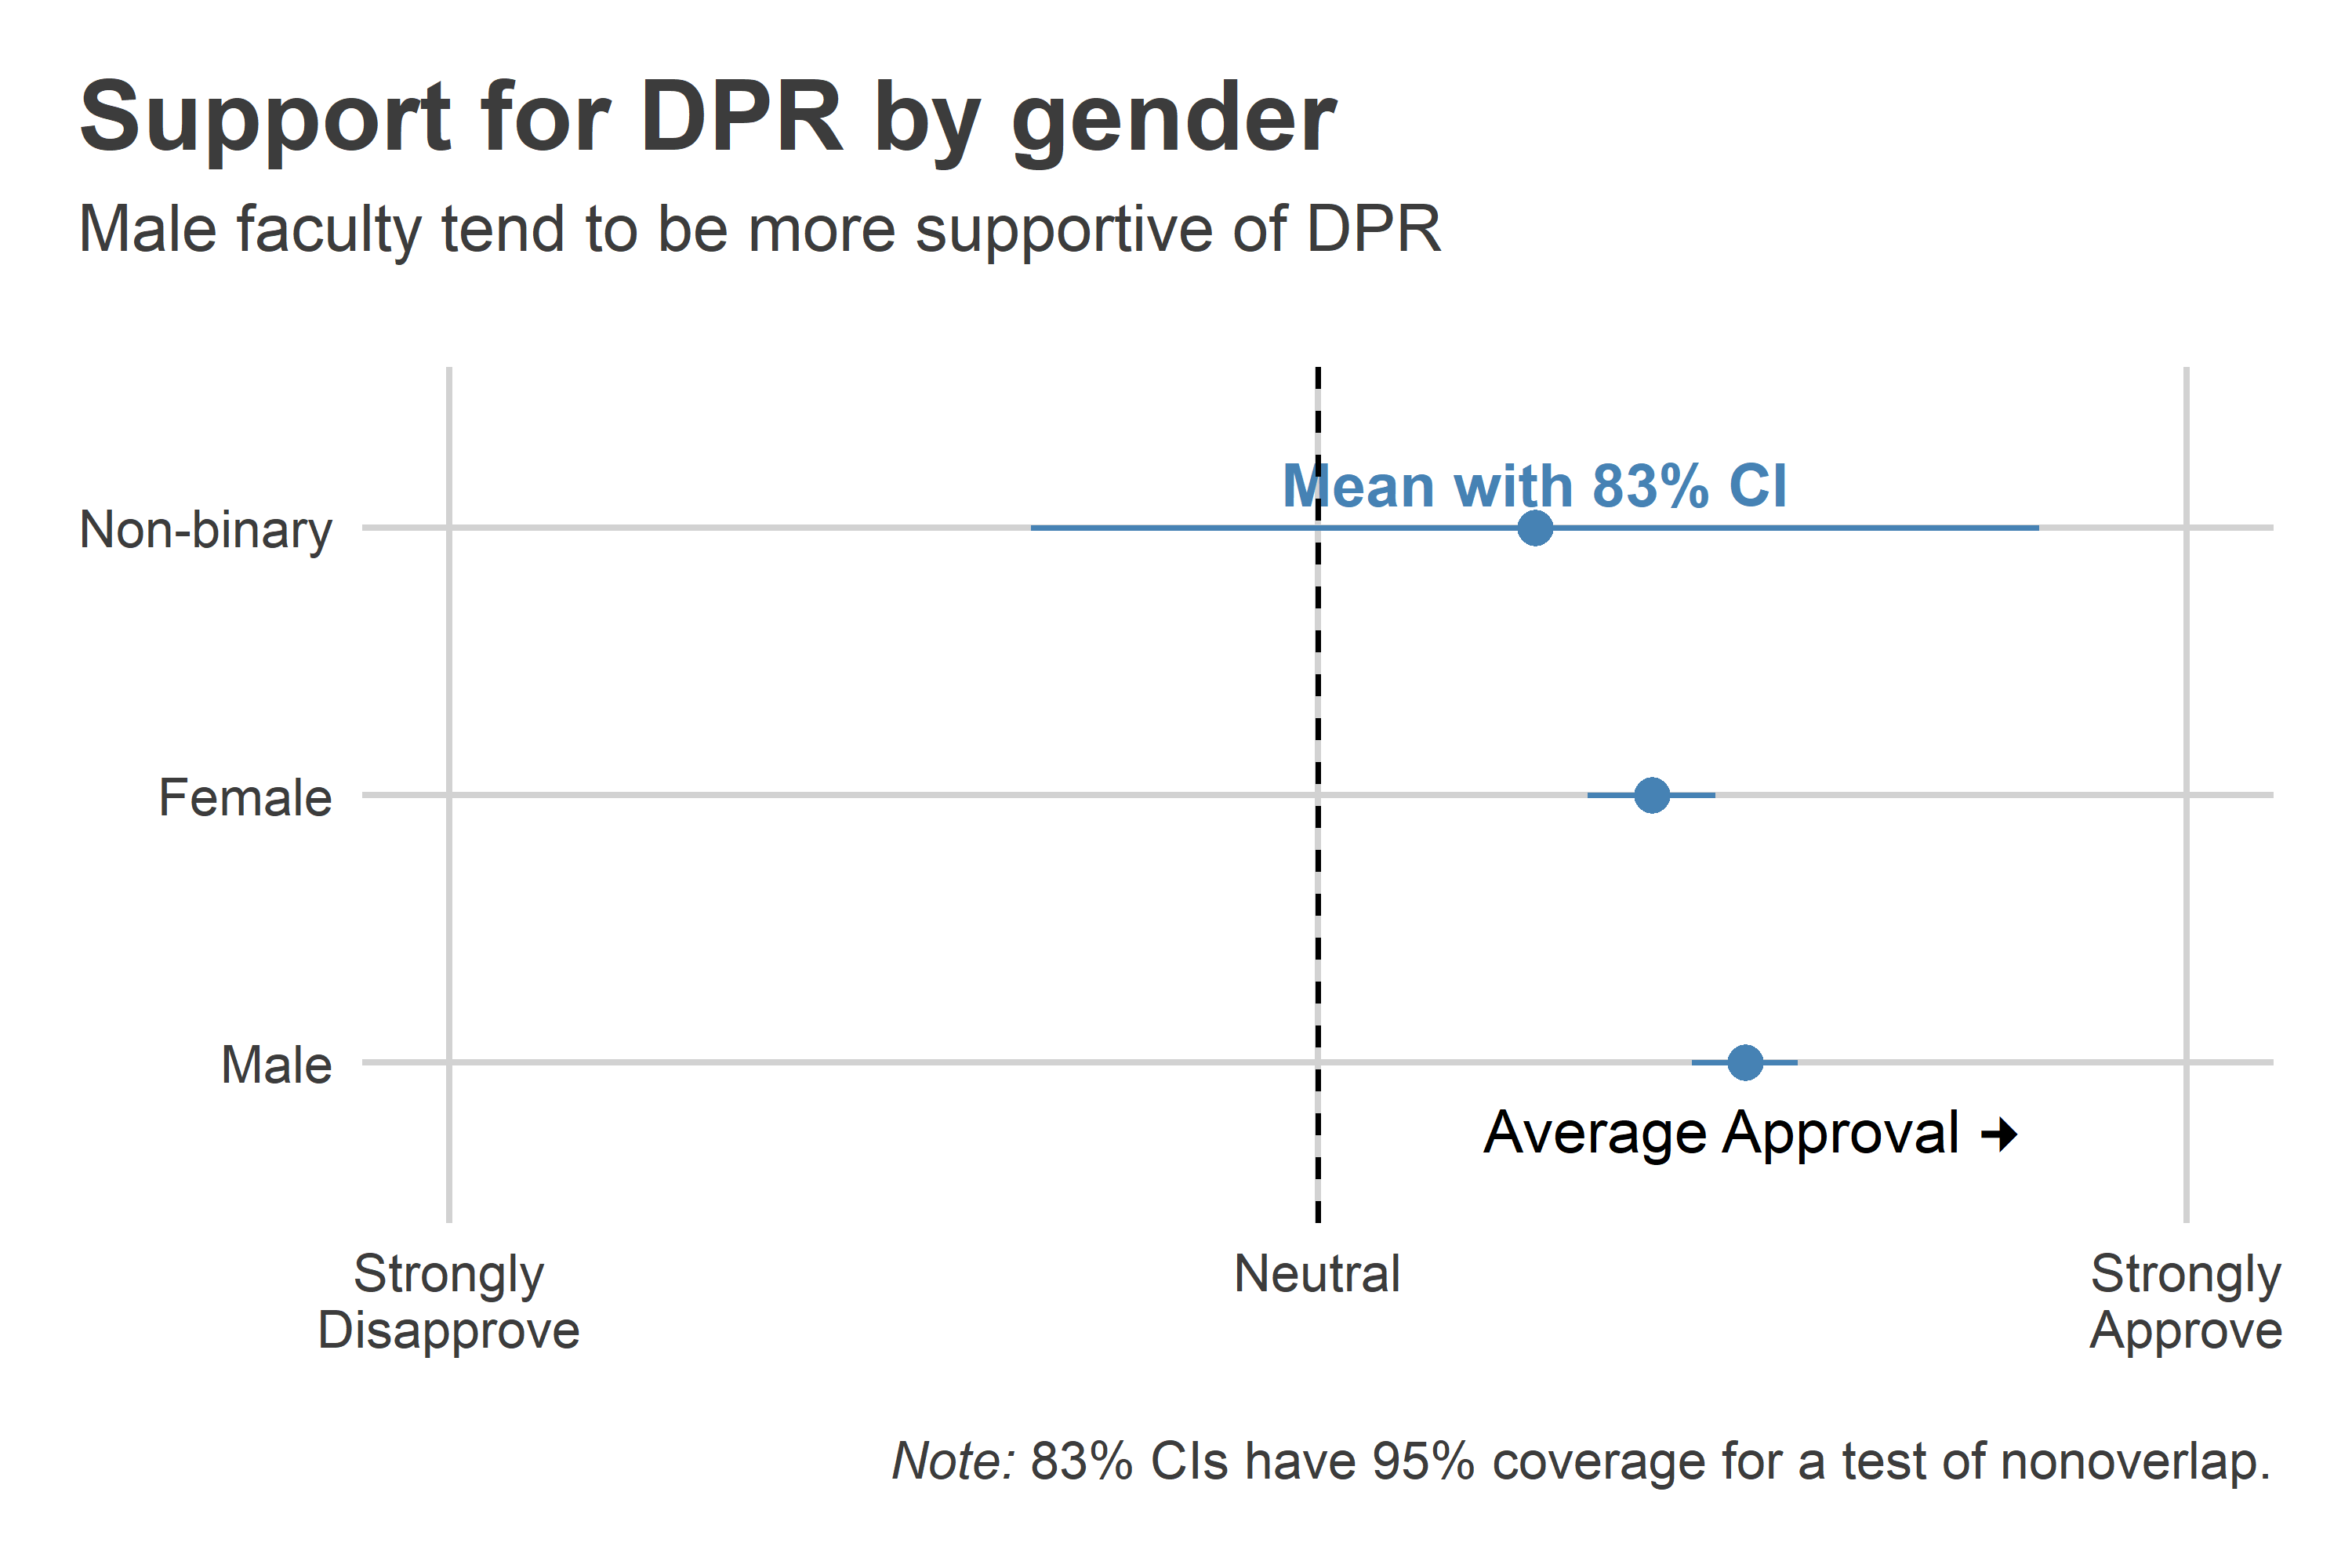 Support for DPR by gender
Male faculty tend to be more supportive of DPR
Mean with 83% CI
Non-binary
Female
Male
Average Approval →
Strongly
Disapprove
Neutral
Strongly
Approve
Note: 83% CIs have 95% coverage for a test of nonoverlap.